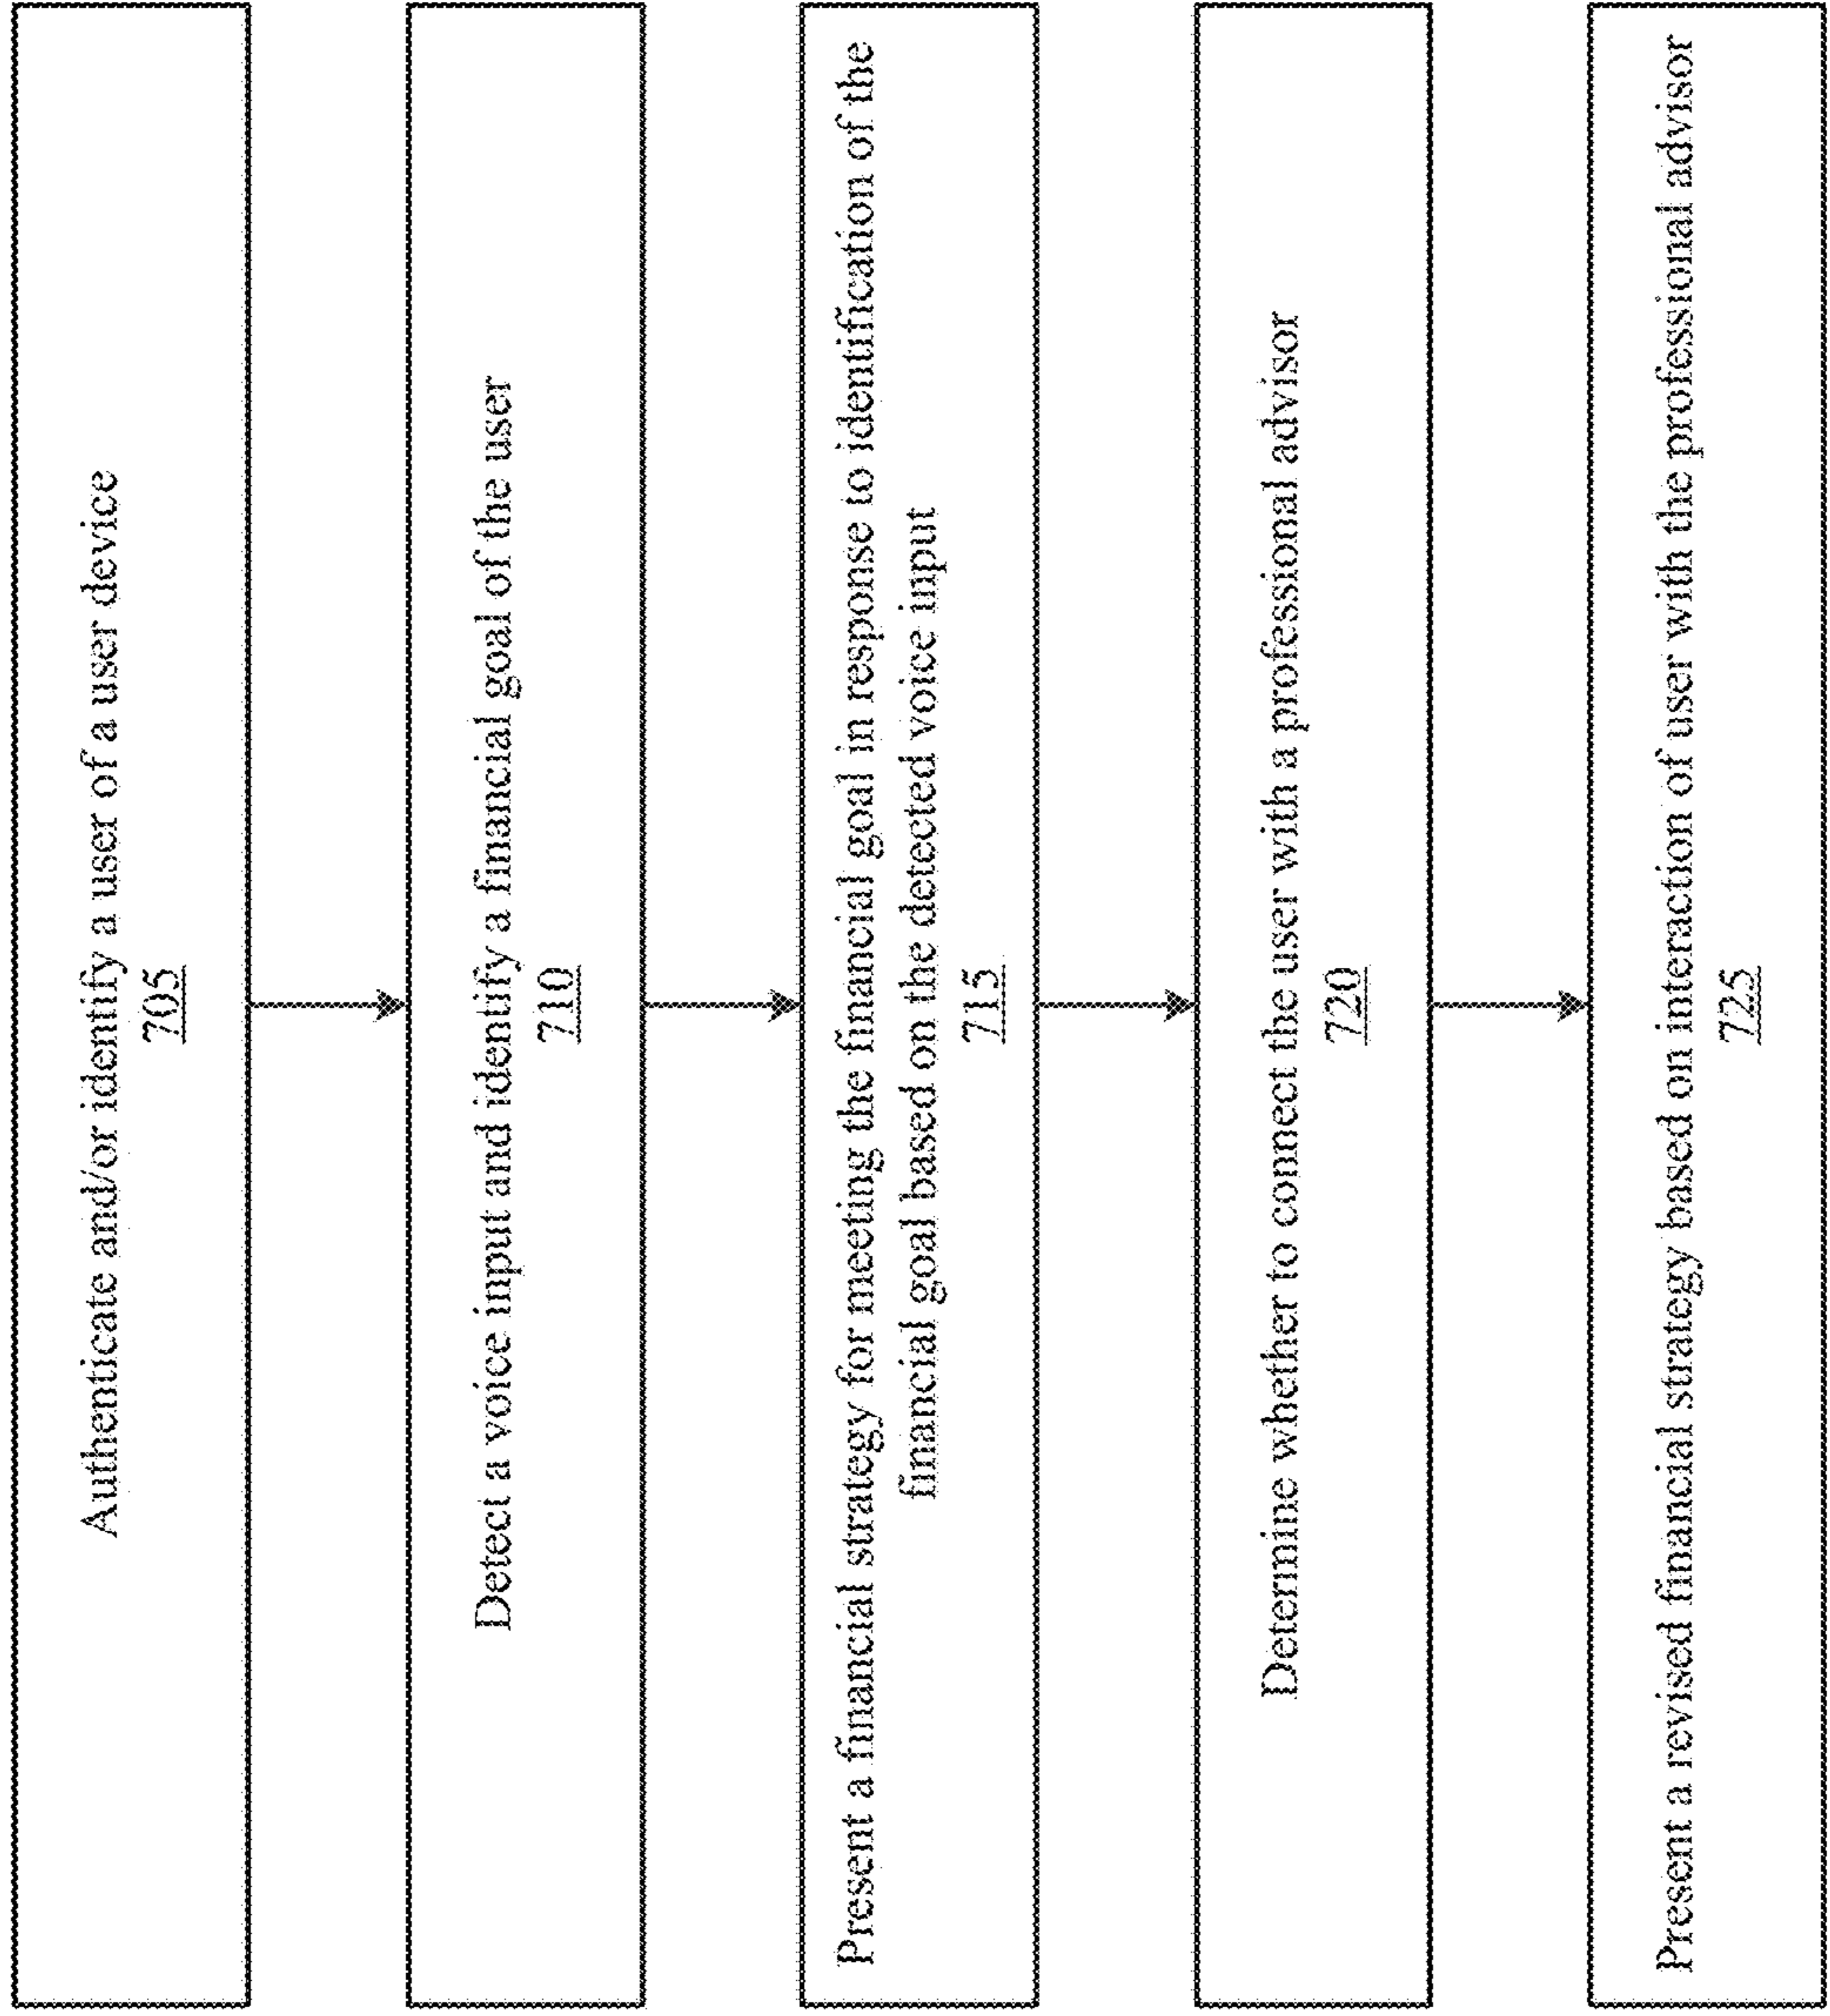 Authenticate and/or identify a user of a user device
705
Detect a voice input and identify a financial goal of the user
710
Present a financial strategy for meeting the financial goal in response to identification of the
financial goal based on the detected voice input
715
Determine whether to connect the user with a professional advisor
720
Present a revised financial strategy based on interaction of user with the professional advisor
725